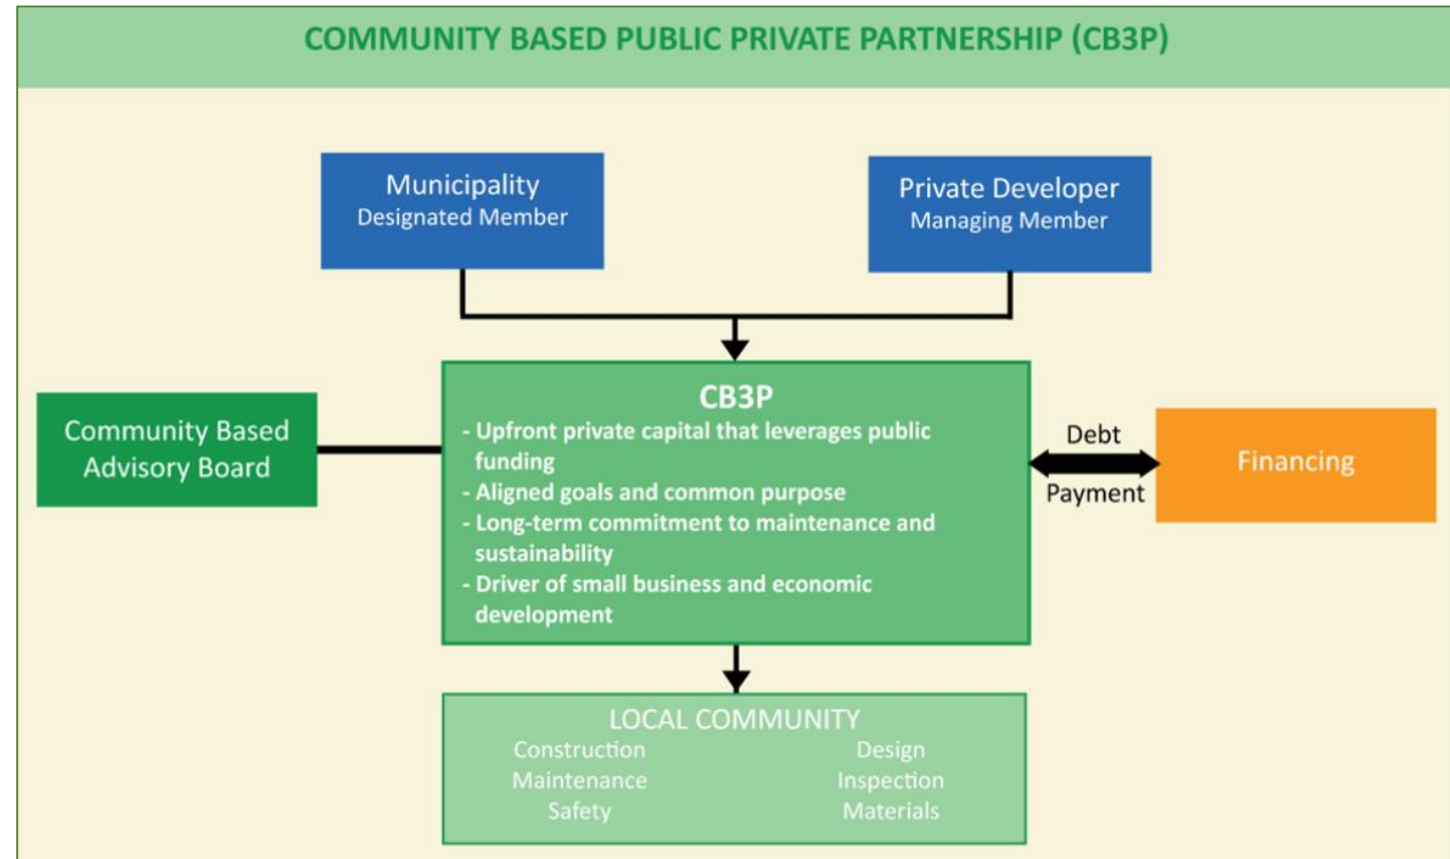 COMMUNITY BASED PUBLIC PRIVATE PARTNERSHIP (CB3P)
Municipality
Designated Member
Private Developer
Managing Member
Community Based
Advisory Board
CB3P
- Upfront private capital that leverages public
funding
- Aligned goals and common purpose
- Long-term commitment to maintenance and
sustainability
- Driver of small business and economic
development
Debt
Payment
Financing
LOCAL COMMUNITY
Construction
Maintenance
Safety
Design
Inspection
Materials